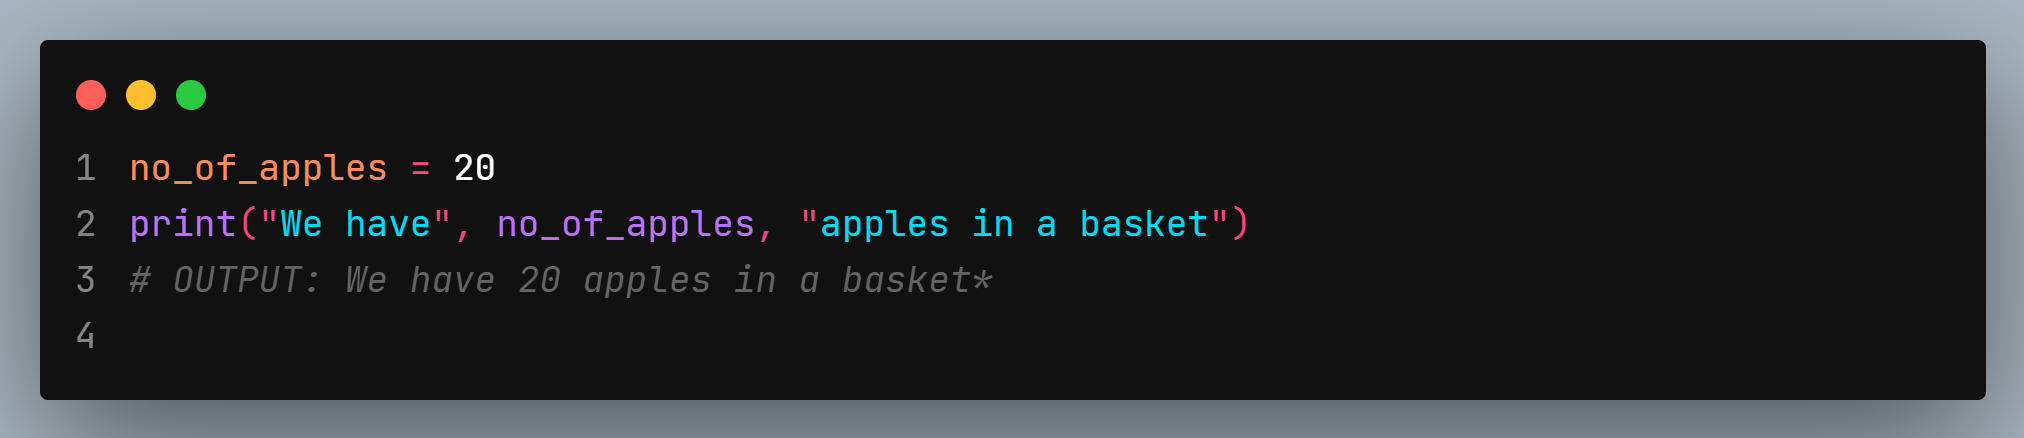 1 no_of_apples = 20
2 print("We have", no_of_apples, "apples in a basket")
3 # OUTPUT: We have 20 apples in a basket*
4